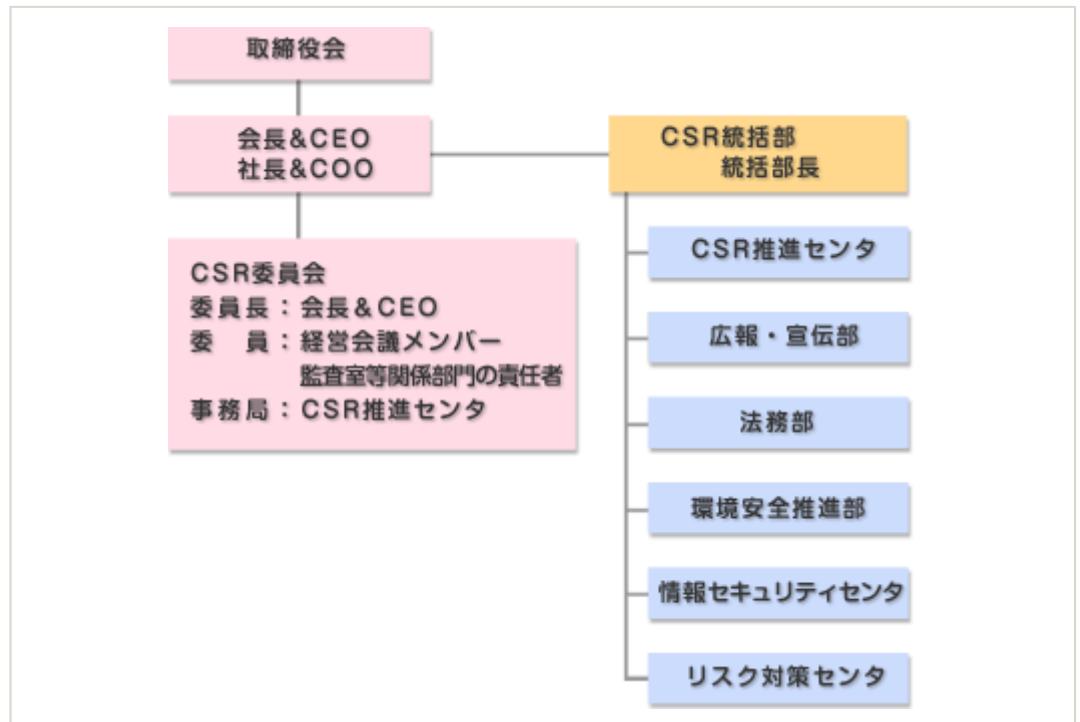 取締役会
会長&CEO
社長&COO
CSR統括部
統括部長
CSR委員会
委員長：会長＆CEO
委　員：経営会議メンバー
監査室等関係部門の責任者
事務局：CSR推進センタ
CSR推進センタ
広報・宣伝部
法務部
環境安全推進部
情報セキュリティセンタ
リスク対策センタ